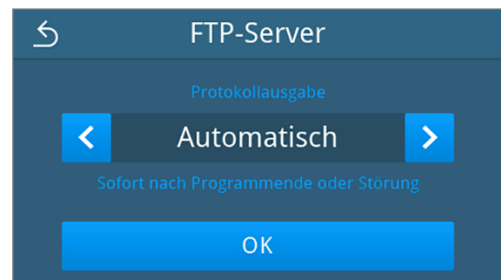 FTP-Server
Protokollausgabe
Automatisch
Sofort nach Programmende oder Störung
OK